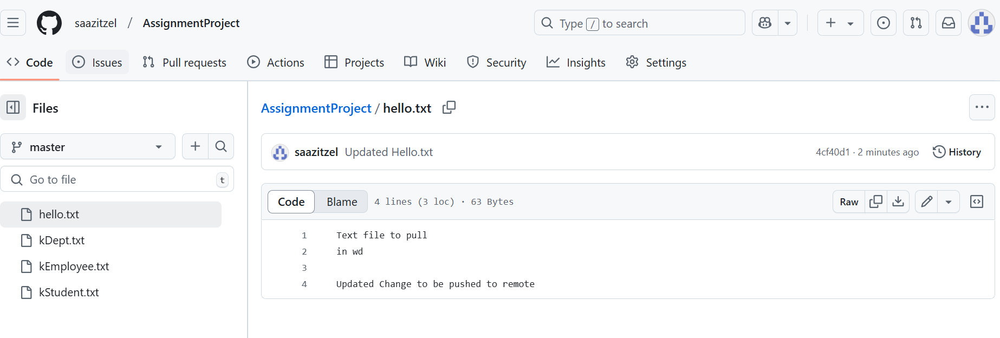 saazitzel / AssignmentProject
Type / to search
Code Issues Pull requests Actions Projects Wiki Security Insights Settings
Files
master
Go to file t
hello.txt
kDept.txt
kEmployee.txt
kStudent.txt
AssignmentProject / hello.txt
saazitzel Updated Hello.txt 4cf40d1 · 2 minutes ago History
Code Blame 4 lines (3 loc) · 63 Bytes Raw
1 Text file to pull
2 in wd
3
4 Updated Change to be pushed to remote